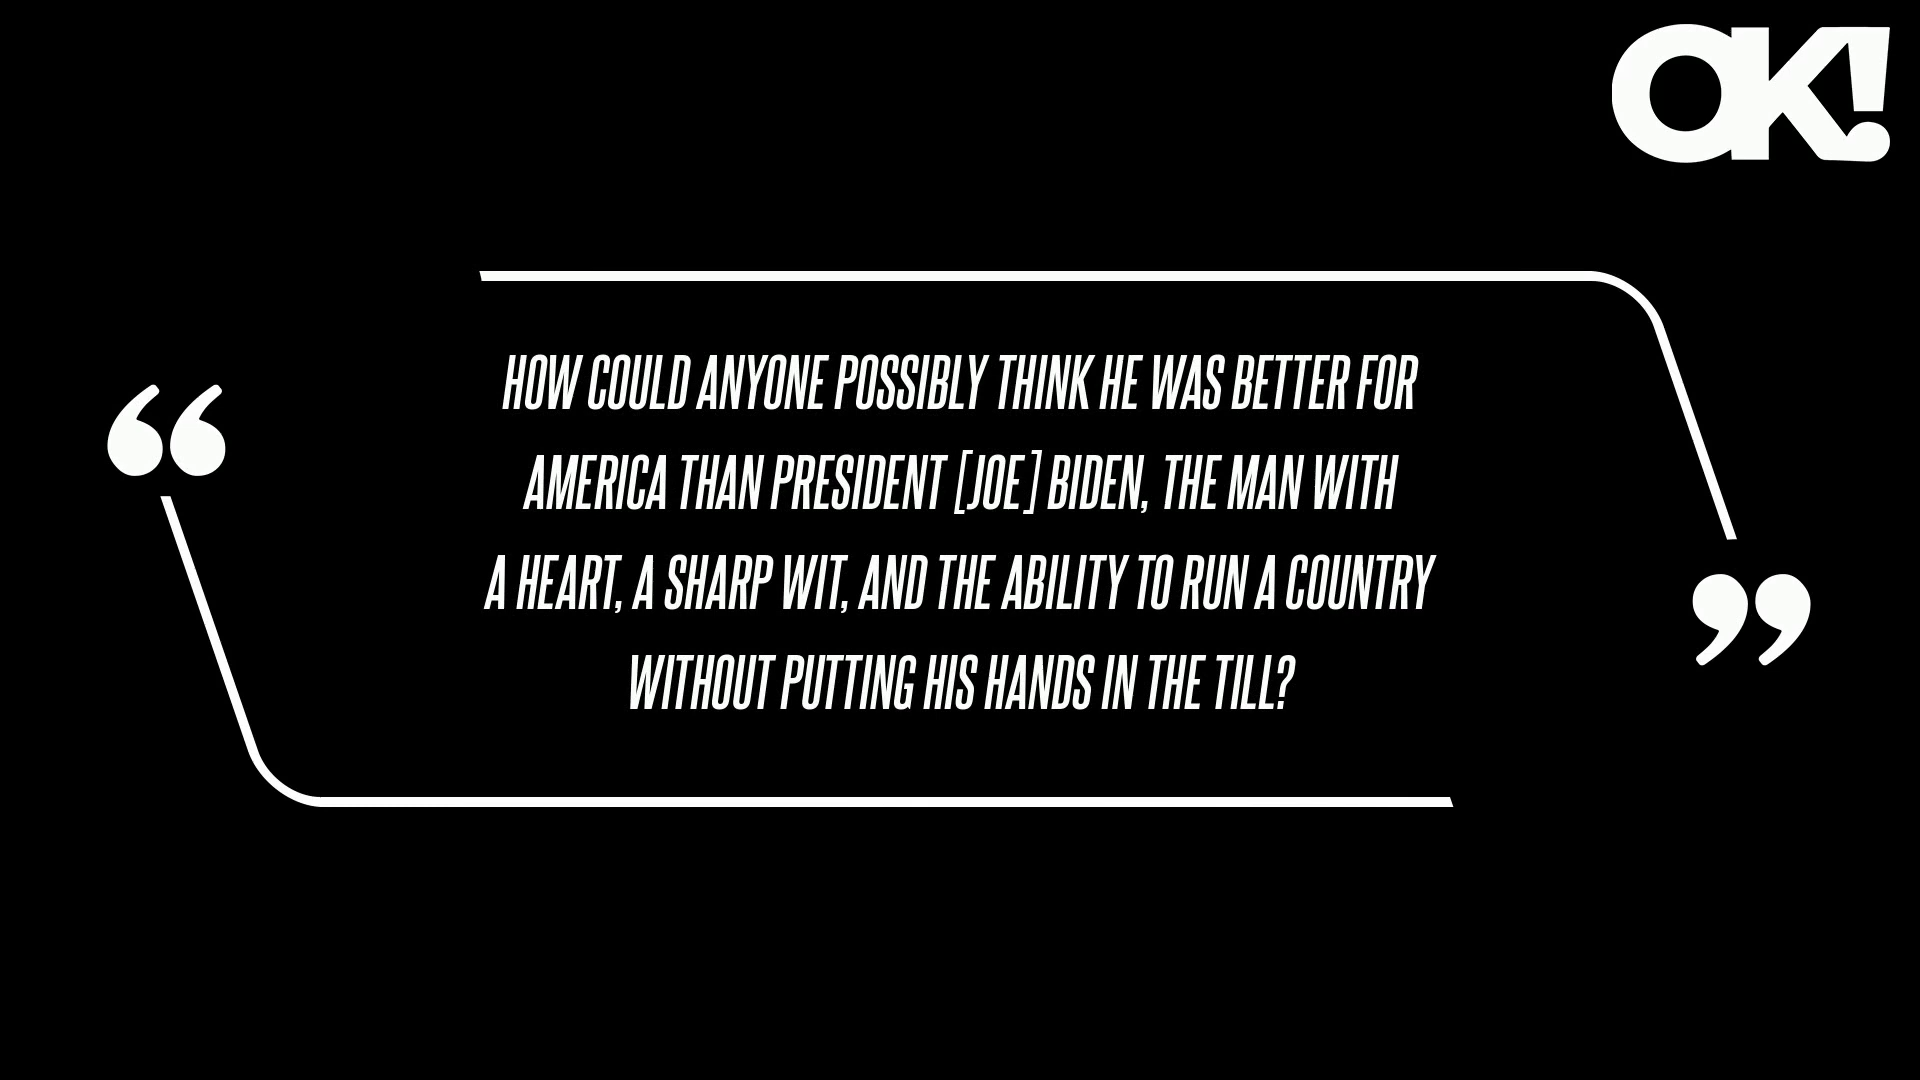 OK!
“
HOW COULD ANYONE POSSIBLY THINK HE WAS BETTER FOR
AMERICA THAN PRESIDENT [JOE] BIDEN, THE MAN WITH
A HEART, A SHARP WIT, AND THE ABILITY TO RUN A COUNTRY
WITHOUT PUTTING HIS HANDS IN THE TILL?
”